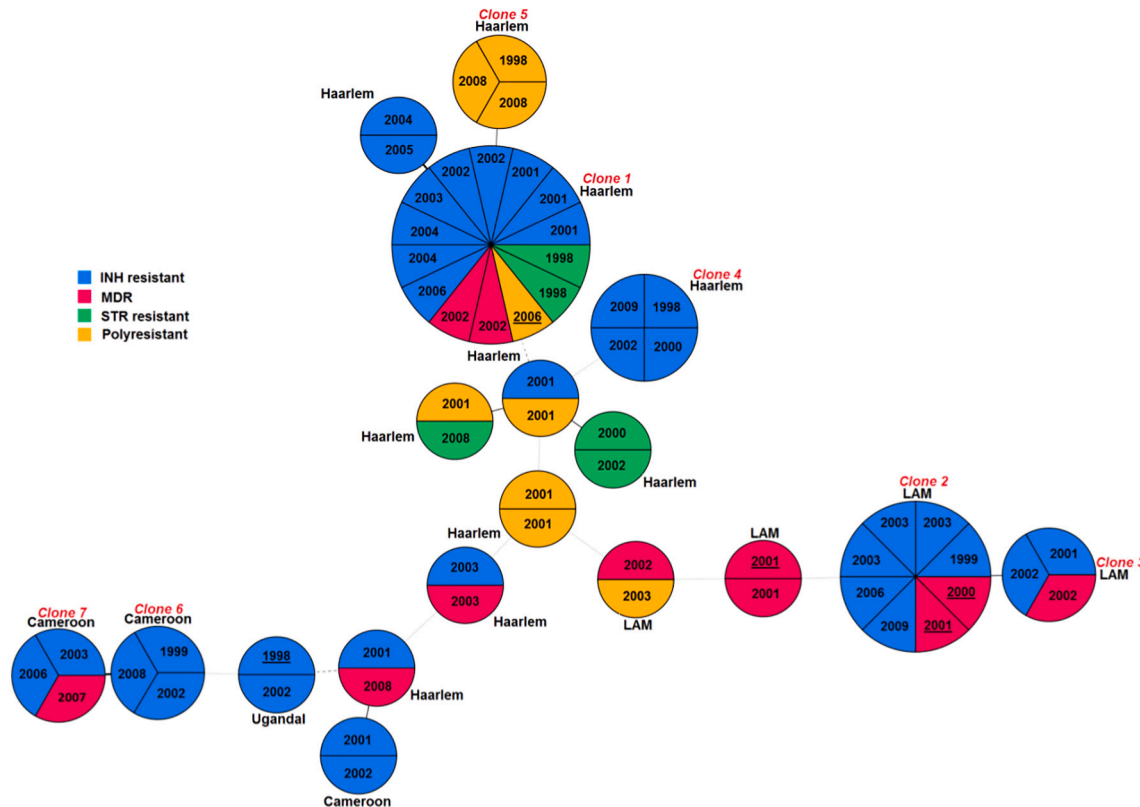 Clone 5
Haarlem
1998
2008
2008
Haarlem
2004
2005
Clone 1
Haarlem
2002
2002
2001
2001
2001
2003
2004
2004
2006
2002
2002
2006
1998
1998
INH resistant
MDR
STR resistant
Polyresistant
Clone 4
Haarlem
2009
1998
2002
2000
Haarlem
2001
2001
2001
2008
Haarlem
2000
2002
Haarlem
2001
2001
Haarlem
2003
2003
Haarlem
2002
2003
LAM
LAM
2001
2001
Clone 2
LAM
2003
2003
2003
1999
2006
2000
2009
2001
Clone 3
LAM
2001
2002
2002
Clone 7
Cameroon
2003
2006
2007
Clone 6
Cameroon
1999
2008
2002
1998
2002
Ugandal
2001
2008
Haarlem
2001
2002
Cameroon